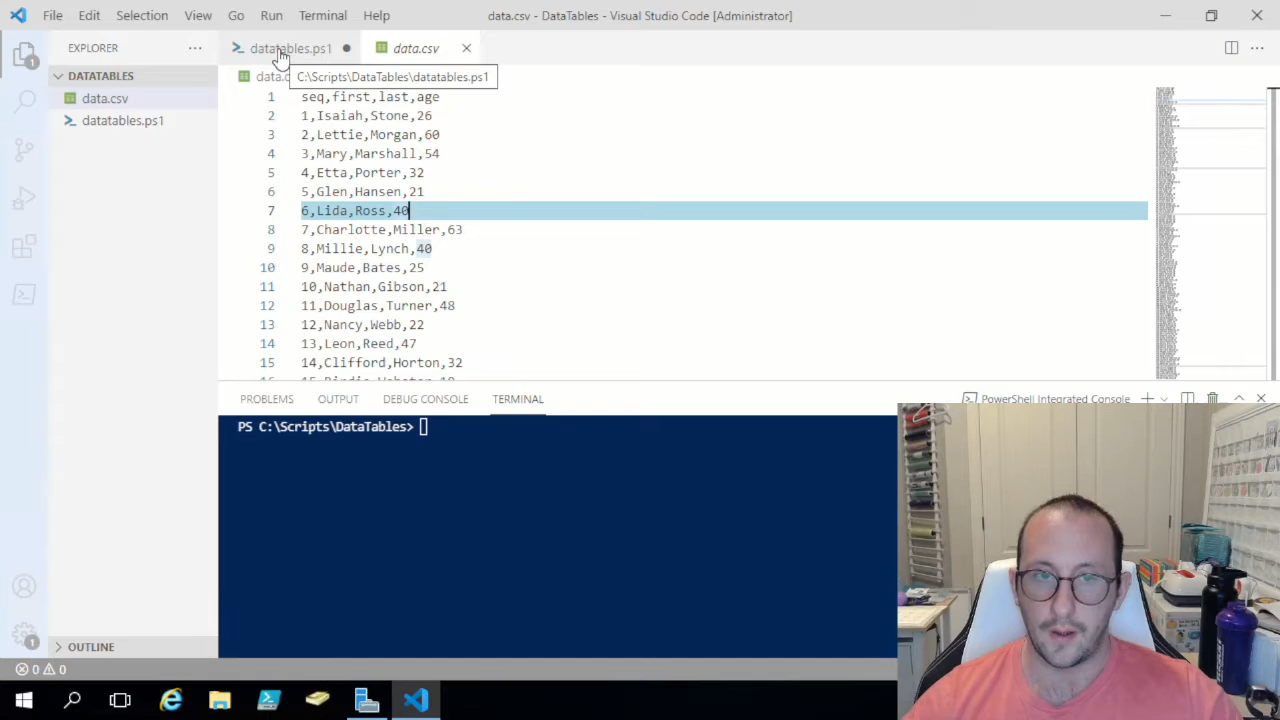 File Edit Selection View Go Run Terminal Help data.csv - DataTables - Visual Studio Code [Administrator]
EXPLORER
DATATABLES
data.csv
datatables.ps1
OUTLINE
datatables.ps1 data.csv
C:\Scripts\DataTables\datatables.ps1
1 seq,first,last,age
2 1,Isaiah,Stone,26
3 2,Lettie,Morgan,60
4 3,Mary,Marshall,54
5 4,Etta,Porter,32
6 5,Glen,Hansen,21
7 6,Lida,Ross,40
8 7,Charlotte,Miller,63
9 8,Millie,Lynch,40
10 9,Maude,Bates,25
11 10,Nathan,Gibson,21
12 11,Douglas,Turner,48
13 12,Nancy,Webb,22
14 13,Leon,Reed,47
15 14,Clifford,Horton,32
PROBLEMS OUTPUT DEBUG CONSOLE TERMINAL PowerShell Integrated Console
PS C:\Scripts\DataTables>
0 0